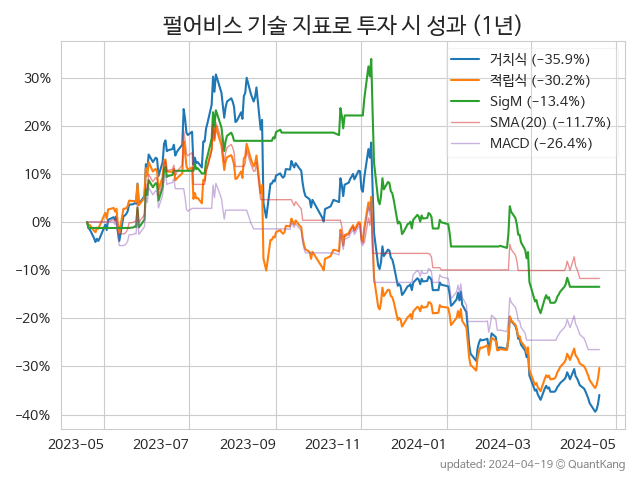 펄어비스 기술 지표로 투자 시 성과 (1년)
거치식 (−35.9%)
적립식 (−30.2%)
SigM (−13.4%)
SMA(20) (−11.7%)
MACD (−26.4%)
30%
20%
10%
0%
−10%
−20%
−30%
−40%
2023-05 2023-07 2023-09 2023-11 2024-01 2024-03 2024-05
updated: 2024-04-19 © QuantKang